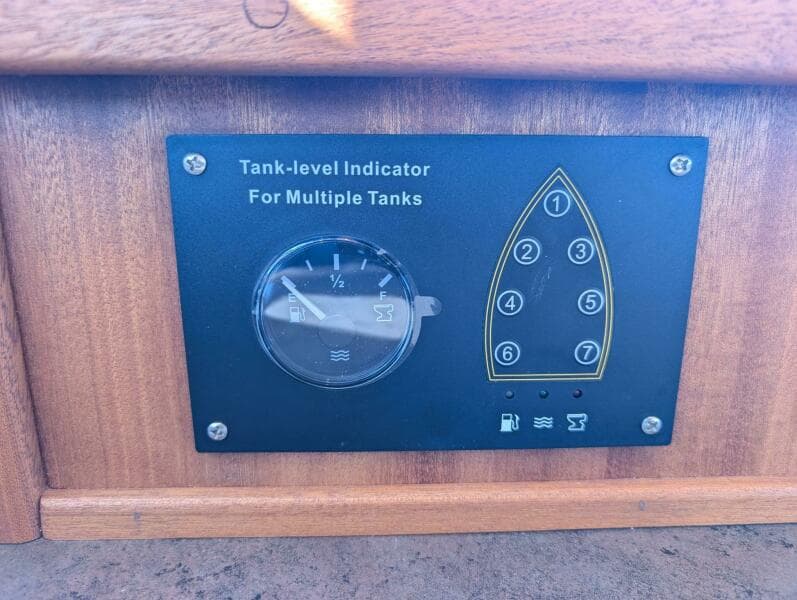 Tank-level Indicator
For Multiple Tanks
½
E F
1
2 3
4 5
6 7